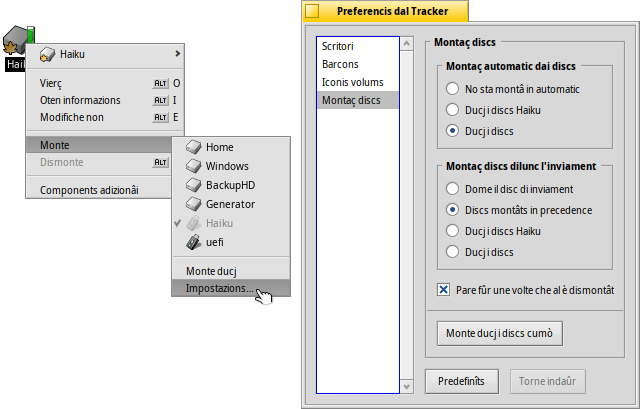 Haik
Haiku
Vierç ALT O
Oten informazions ALT I
Modifiche non ALT E
Monte
Dismonte ALT
Components adizionâi
Home
Windows
BackupHD
Generator
Haiku
uefi
Monte ducj
Impostazions...
Preferencis dal Tracker
Scritori
Barcons
Iconis volums
Montaç discs
Montaç discs
Montaç automatic dai discs
No sta montâ in automatic
Ducj i discs Haiku
Ducj i discs
Montaç discs dilunc l'inviament
Dome il disc di inviament
Discs montâts in precedence
Ducj i discs Haiku
Ducj i discs
Pare fûr une volte che al è dismontât
Monte ducj i discs cumò
Predefinîts
Torne indaûr